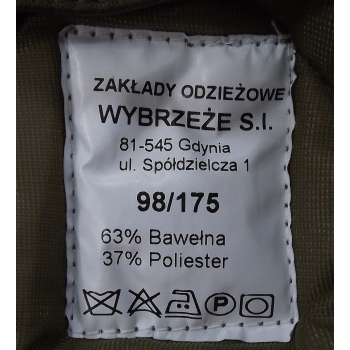 ZAKŁADY ODZIEŻOWE
WYBRZEŻE S.I.
81-545 Gdynia
ul. Spółdzielcza 1
98/175
63% Bawełna
37% Poliester
P